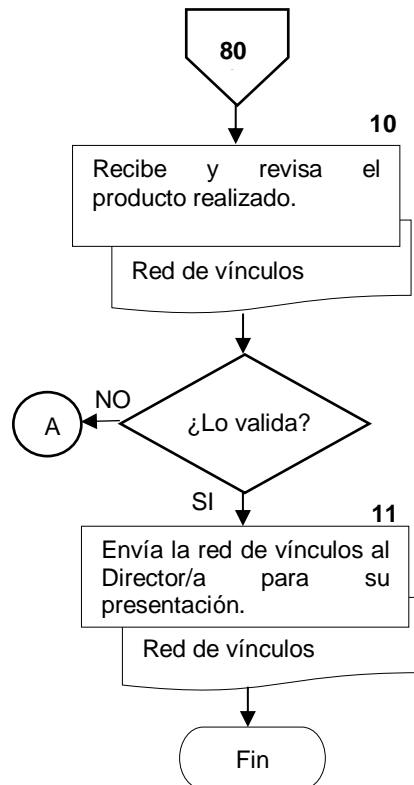 80
10
Recibe y revisa el
producto realizado.
Red de vínculos
¿Lo valida?
NO
A
SI
11
Envía la red de vínculos al
Director/a para su
presentación.
Red de vínculos
Fin